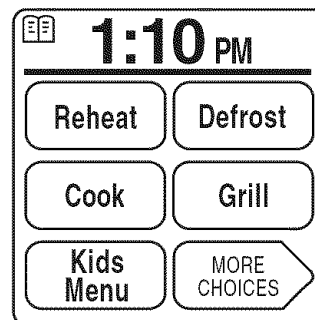 1:10 PM
Reheat
Defrost
Cook
Grill
Kids
Menu
MORE
CHOICES